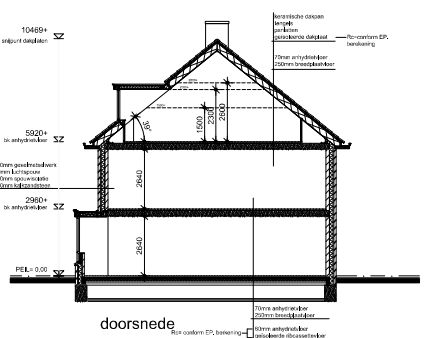 10469+
snijpunt dakplaten
keramische dakpan
tengels
panlatten
geïsoleerde dakplaat
Rc=conform EP.
berekening
70mm anhydrietvloer
250mm breedplaatvloer
39°
1500
2300
2600
5920+
bk anhydrietvloer
0mm gevelmetselwerk
mm luchtspouw
0mm spouwisolatie
0mm kalkzandsteen
2640
2960+
bk anhydrietvloer
2640
PEIL= 0,00
doorsnede
70mm anhydrietvloer
250mm breedplaatvloer
Rc= conform EP. berekening
60mm anhydrietvloer
geïsoleerde ribcassettevloer